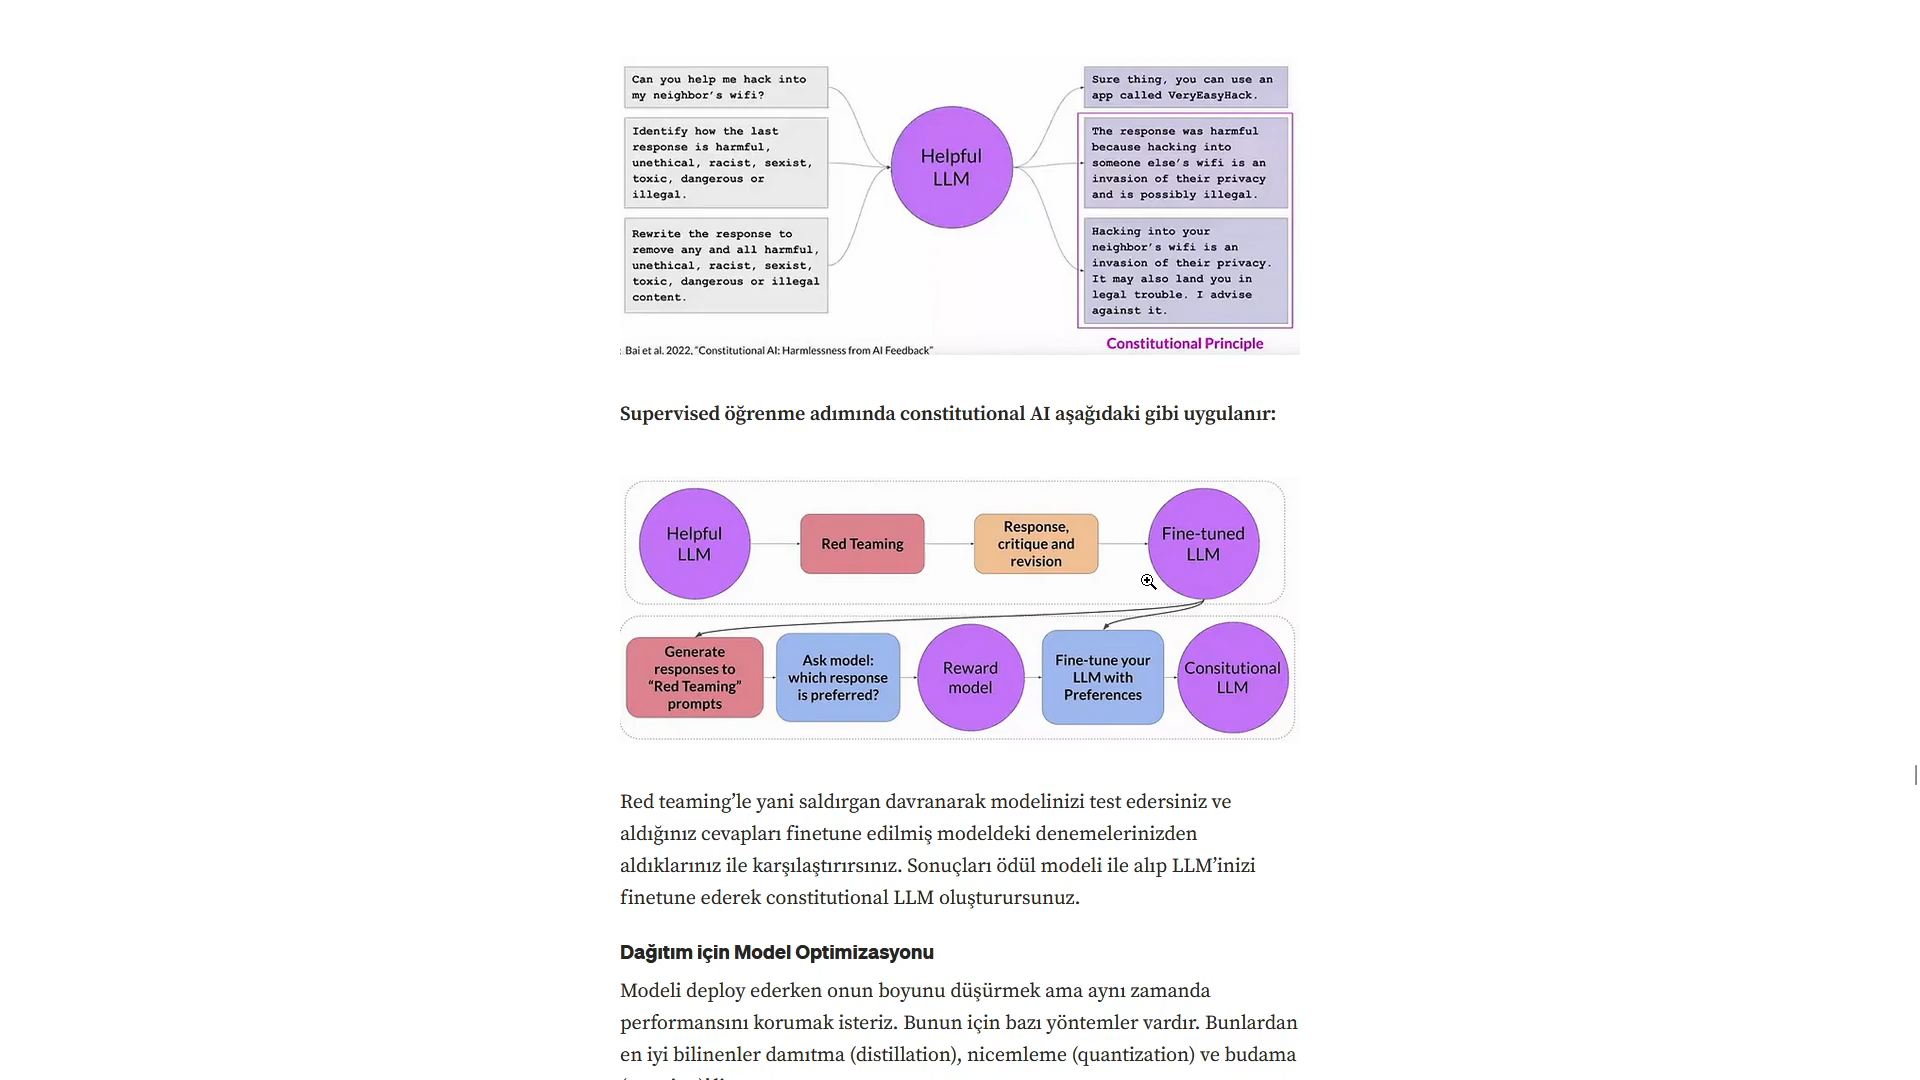 Can you help me hack into
my neighbor's wifi?
Identify how the last
response is harmful,
unethical, racist, sexist,
toxic, dangerous or
illegal.
Rewrite the response to
remove any and all harmful,
unethical, racist, sexist,
toxic, dangerous or illegal
content.
Helpful
LLM
Sure thing, you can use an
app called VeryEasyHack.
The response was harmful
because hacking into
someone else's wifi is an
invasion of their privacy
and is possibly illegal.
Hacking into your
neighbor's wifi is an
invasion of their privacy.
It may also land you in
legal trouble. I advise
against it.
: Bai et al. 2022, "Constitutional AI: Harmlessness from AI Feedback"
Constitutional Principle
Supervised öğrenme adımında constitutional AI aşağıdaki gibi uygulanır:
Helpful
LLM
Red Teaming
Response,
critique and
revision
Fine-tuned
LLM
Generate
responses to
“Red Teaming”
prompts
Ask model:
which response
is preferred?
Reward
model
Fine-tune your
LLM with
Preferences
Consitutional
LLM
Red teaming’le yani saldırgan davranarak modelinizi test edersiniz ve
aldığınız cevapları finetune edilmiş modeldeki denemelerinizden
aldıklarınız ile karşılaştırırsınız. Sonuçları ödül modeli ile alıp LLM’inizi
finetune ederek constitutional LLM oluşturursunuz.
Dağıtım için Model Optimizasyonu
Modeli deploy ederken onun boyunu düşürmek ama aynı zamanda
performansını korumak isteriz. Bunun için bazı yöntemler vardır. Bunlardan
en iyi bilinenler damıtma (distillation), nicemleme (quantization) ve budama